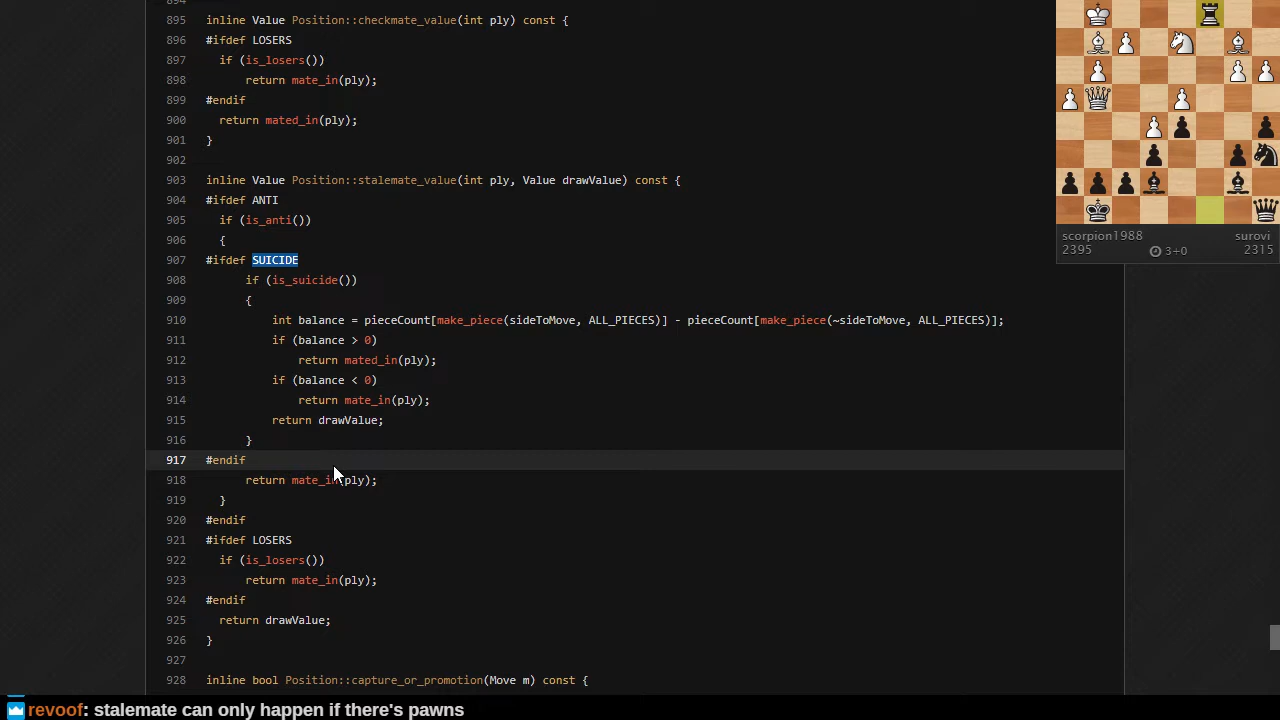 895 inline Value Position::checkmate_value(int ply) const {
896 #ifdef LOSERS
897 if (is_losers())
898 return mate_in(ply);
899 #endif
900 return mated_in(ply);
901 }
902
903 inline Value Position::stalemate_value(int ply, Value drawValue) const {
904 #ifdef ANTI
905 if (is_anti())
906 {
907 #ifdef SUICIDE
908 if (is_suicide())
909 {
910 int balance = pieceCount[make_piece(sideToMove, ALL_PIECES)] - pieceCount[make_piece(~sideToMove, ALL_PIECES)];
911 if (balance > 0)
912 return mated_in(ply);
913 if (balance < 0)
914 return mate_in(ply);
915 return drawValue;
916 }
917 #endif
918 return mate_in(ply);
919 }
920 #endif
921 #ifdef LOSERS
922 if (is_losers())
923 return mate_in(ply);
924 #endif
925 return drawValue;
926 }
927
928 inline bool Position::capture_or_promotion(Move m) const {
scorpion1988 surovi
2395 3+0 2315
revoof: stalemate can only happen if there's pawns